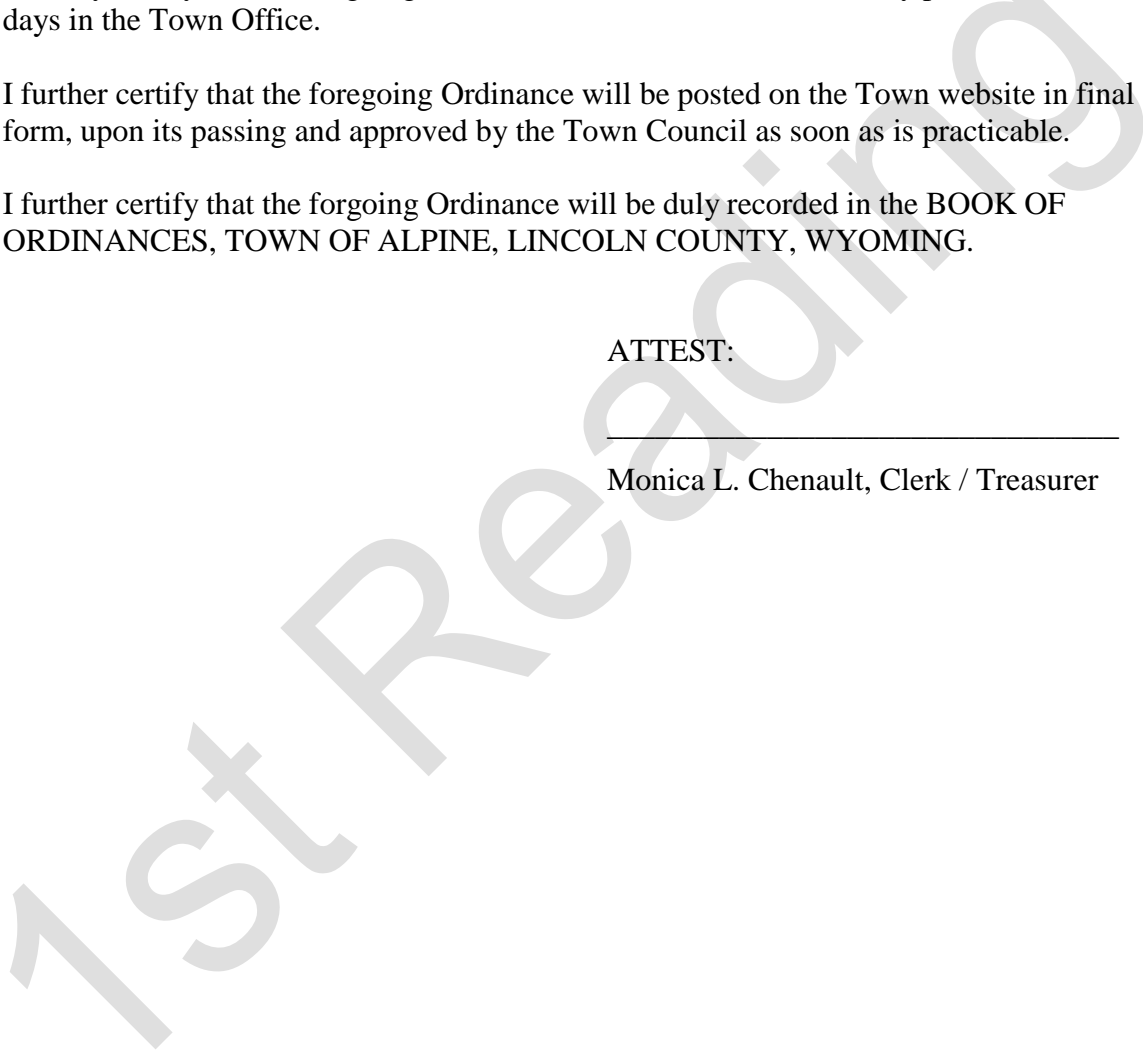 days in the Town Office.
I further certify that the foregoing Ordinance will be posted on the Town website in final
form, upon its passing and approved by the Town Council as soon as is practicable.
I further certify that the forgoing Ordinance will be duly recorded in the BOOK OF
ORDINANCES, TOWN OF ALPINE, LINCOLN COUNTY, WYOMING.
ATTEST:
Monica L. Chenault, Clerk / Treasurer
1st Reading